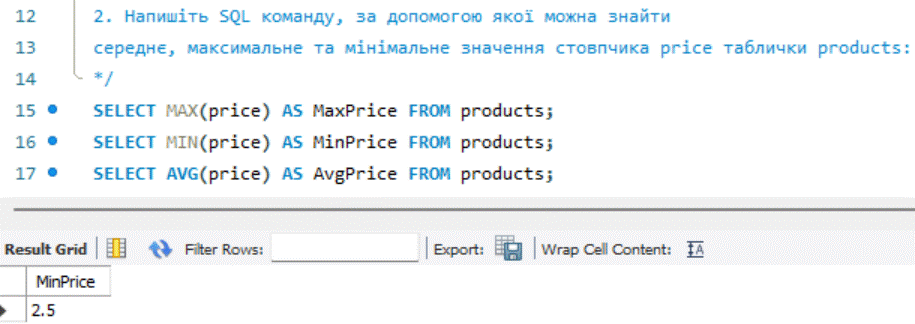 12 2. Напишіть SQL команду, за допомогою якої можна знайти
13 середнє, максимальне та мінімальне значення стовпчика price таблички products:
14 */
15 SELECT MAX(price) AS MaxPrice FROM products;
16 SELECT MIN(price) AS MinPrice FROM products;
17 SELECT AVG(price) AS AvgPrice FROM products;
Result Grid Filter Rows: Export: Wrap Cell Content: IA
MinPrice
2.5